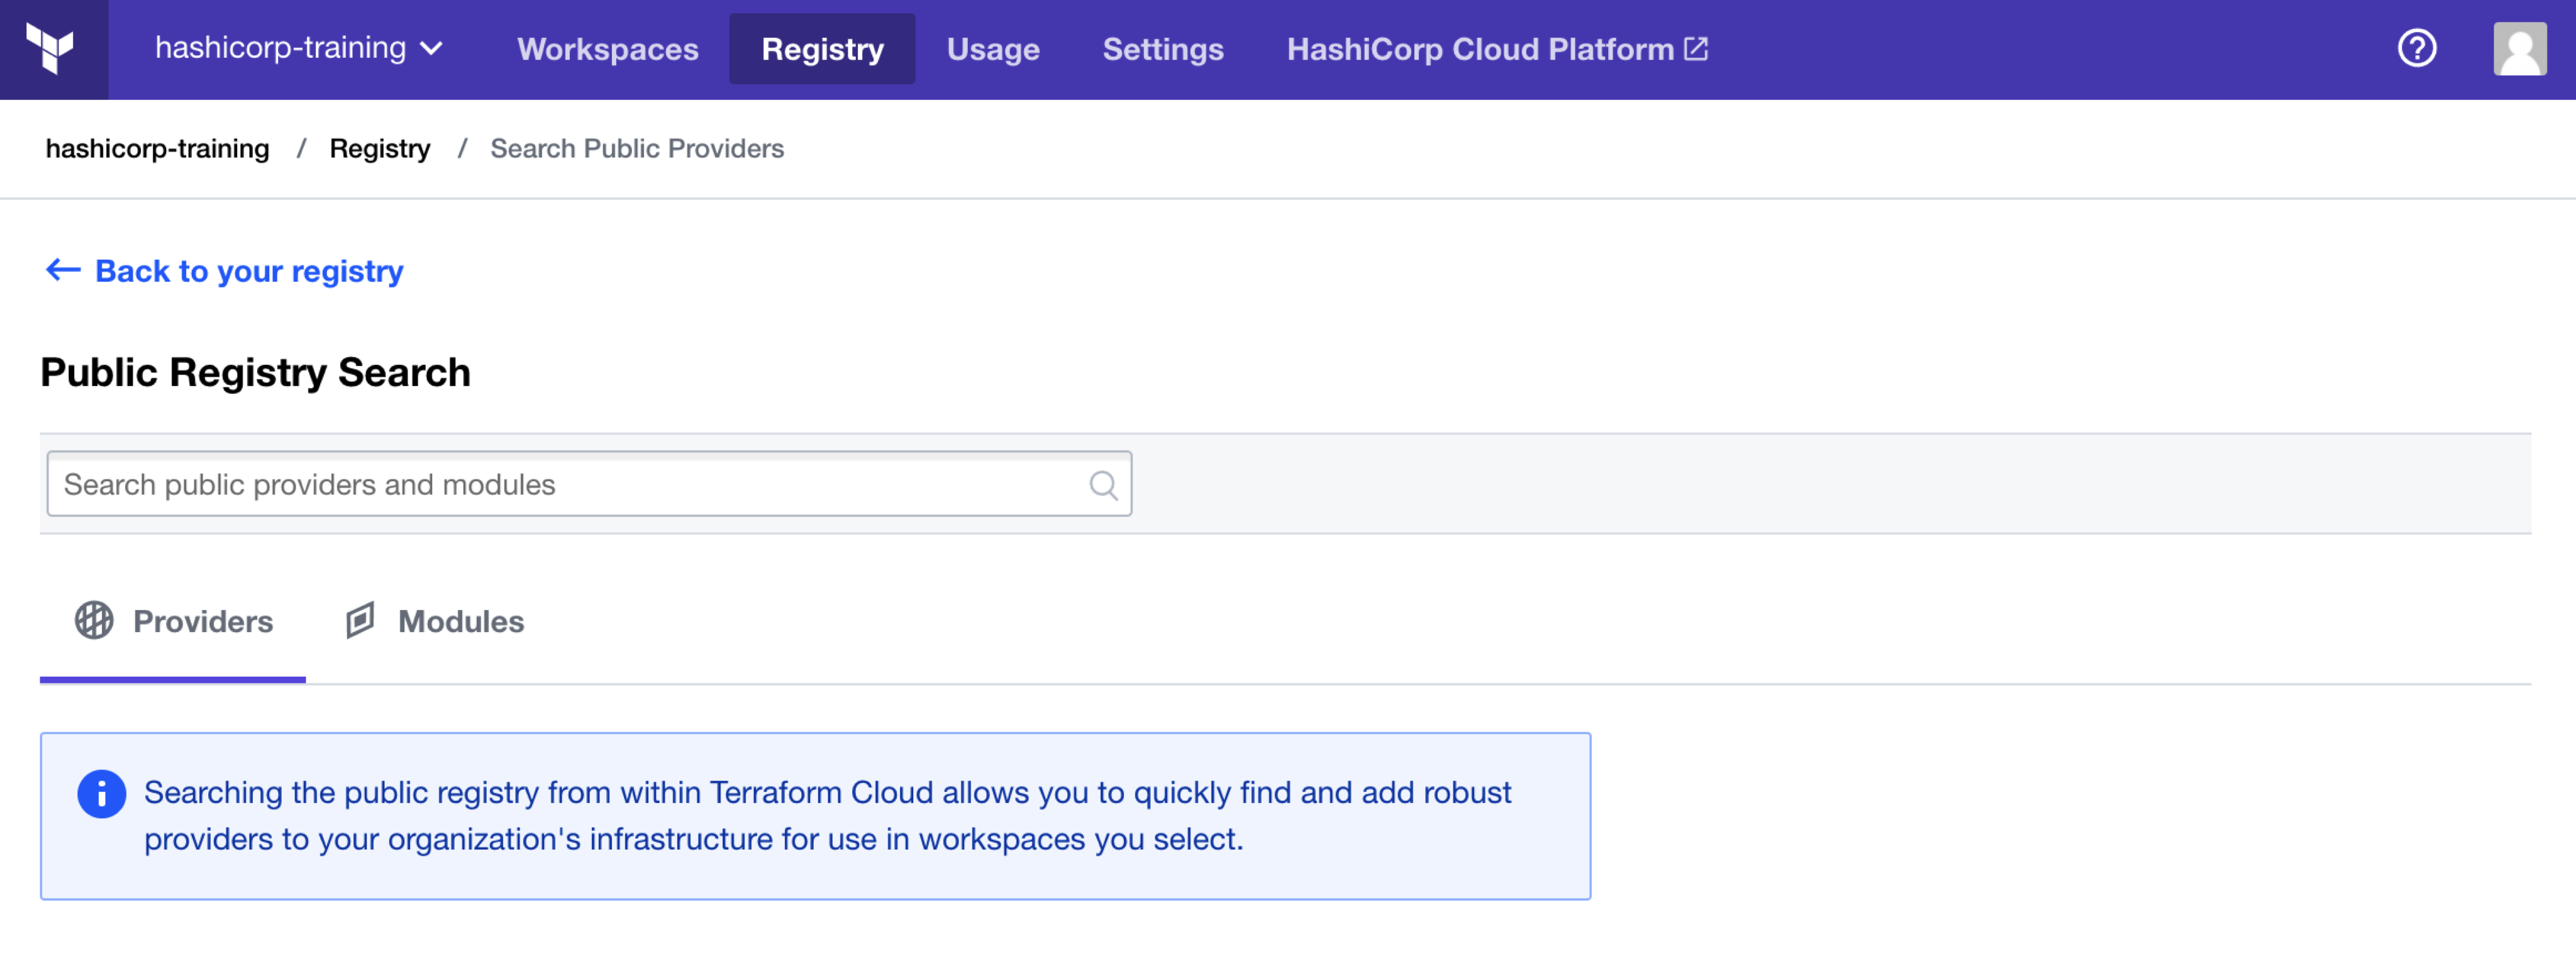 hashicorp-training Workspaces Registry Usage Settings HashiCorp Cloud Platform
hashicorp-training / Registry / Search Public Providers
Back to your registry
Public Registry Search
Search public providers and modules
Providers Modules
Searching the public registry from within Terraform Cloud allows you to quickly find and add robust
providers to your organization's infrastructure for use in workspaces you select.